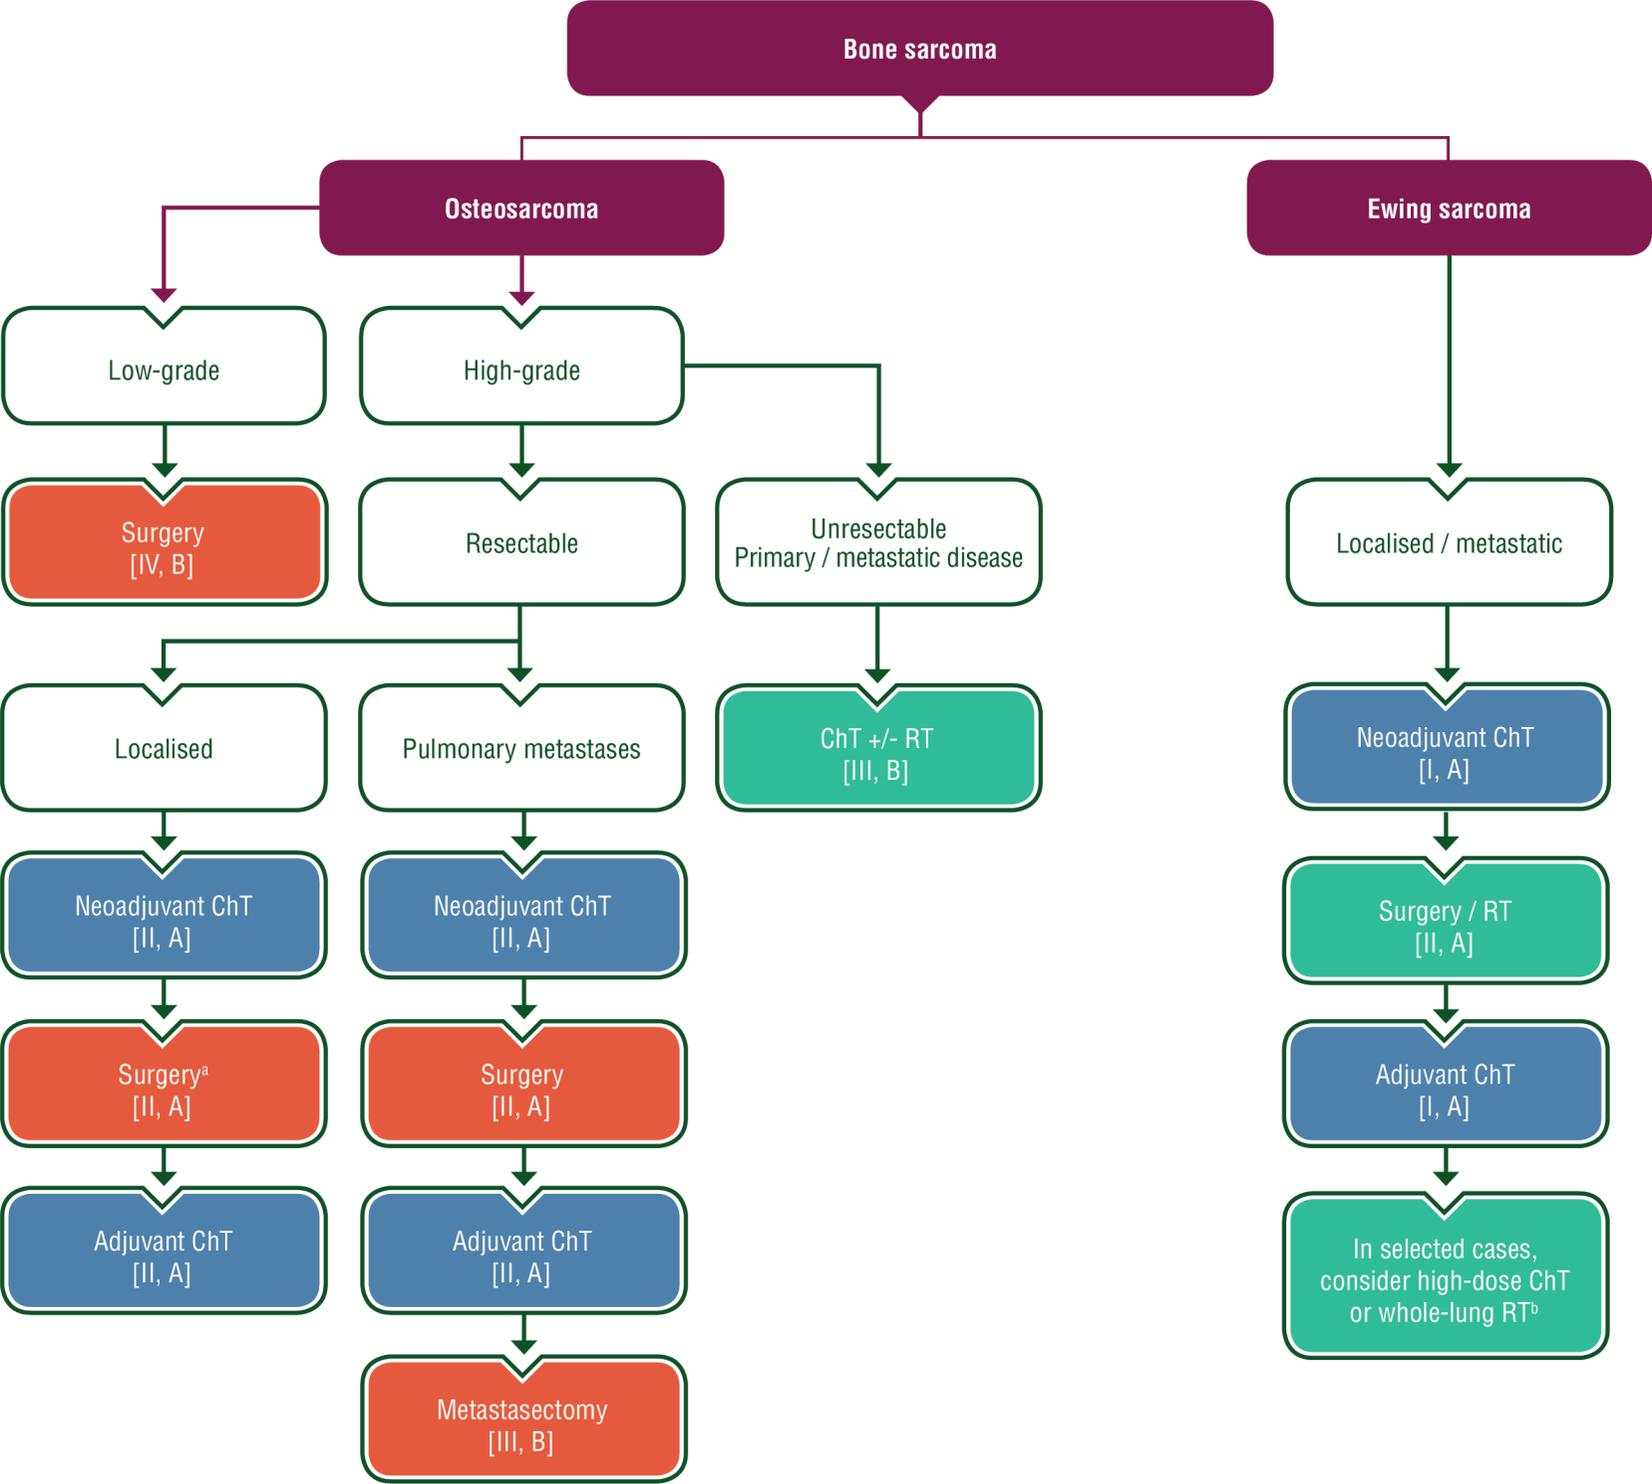 Bone sarcoma
Osteosarcoma
Ewing sarcoma
Low-grade
High-grade
Surgery
[IV, B]
Resectable
Unresectable
Primary / metastatic disease
Localised / metastatic
Localised
Pulmonary metastases
ChT +/- RT
[III, B]
Neoadjuvant ChT
[I, A]
Neoadjuvant ChT
[II, A]
Neoadjuvant ChT
[II, A]
Surgery / RT
[II, A]
Surgeryᵃ
[II, A]
Surgery
[II, A]
Adjuvant ChT
[I, A]
Adjuvant ChT
[II, A]
Adjuvant ChT
[II, A]
In selected cases,
consider high-dose ChT
or whole-lung RTᵇ
Metastasectomy
[III, B]